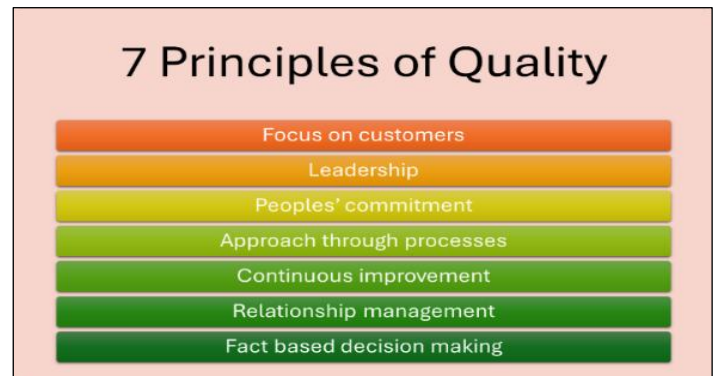 7 Principles of Quality
Focus on customers
Leadership
Peoples’ commitment
Approach through processes
Continuous improvement
Relationship management
Fact based decision making